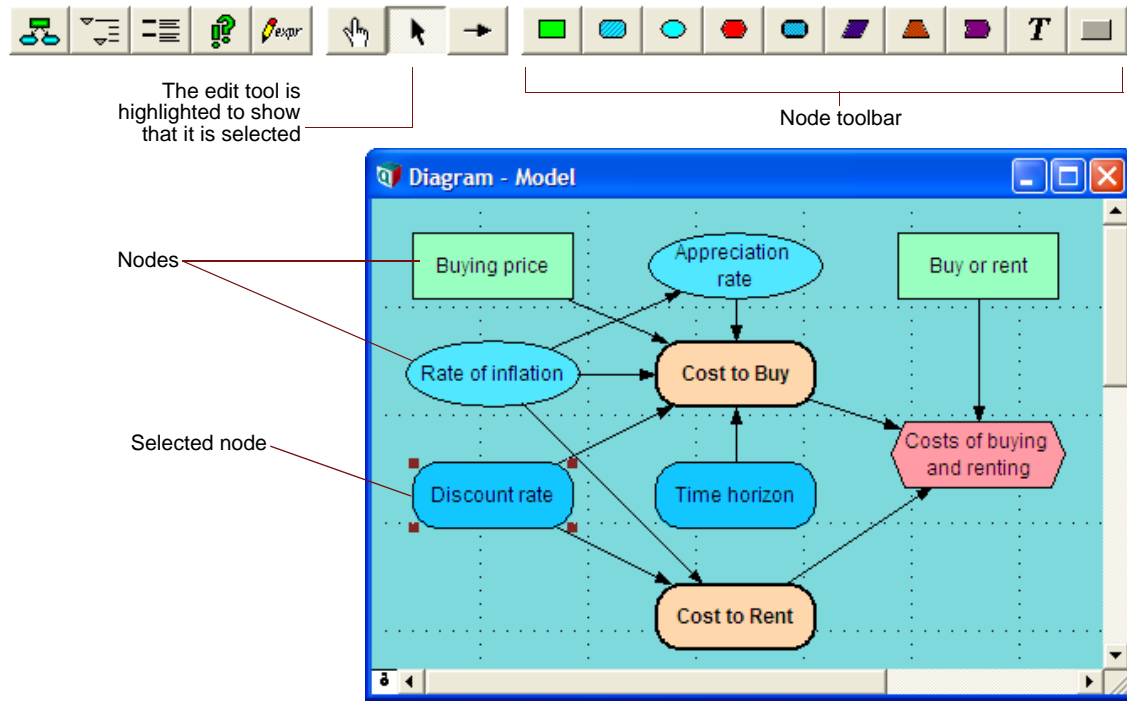 expr
T
The edit tool is
highlighted to show
that it is selected
Node toolbar
Diagram - Model
Nodes
Buying price
Appreciation
rate
Buy or rent
Rate of inflation
Cost to Buy
Selected node
Costs of buying
and renting
Discount rate
Time horizon
Cost to Rent